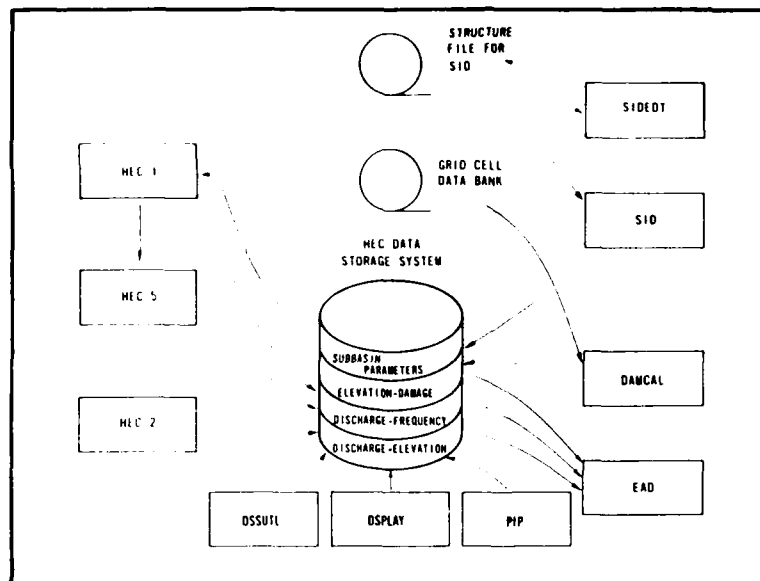 STRUCTURE
FILE FOR
SID
SIDEDT
HEC 1
GRID CELL
DATA BANK
SID
HEC DATA
STORAGE SYSTEM
HEC 5
SUBBASIN
PARAMETERS
ELEVATION-DAMAGE
DAMCAL
HEC 2
DISCHARGE-FREQUENCY
DISCHARGE-ELEVATION
EAD
DSSUTL
DSPLAY
PIP